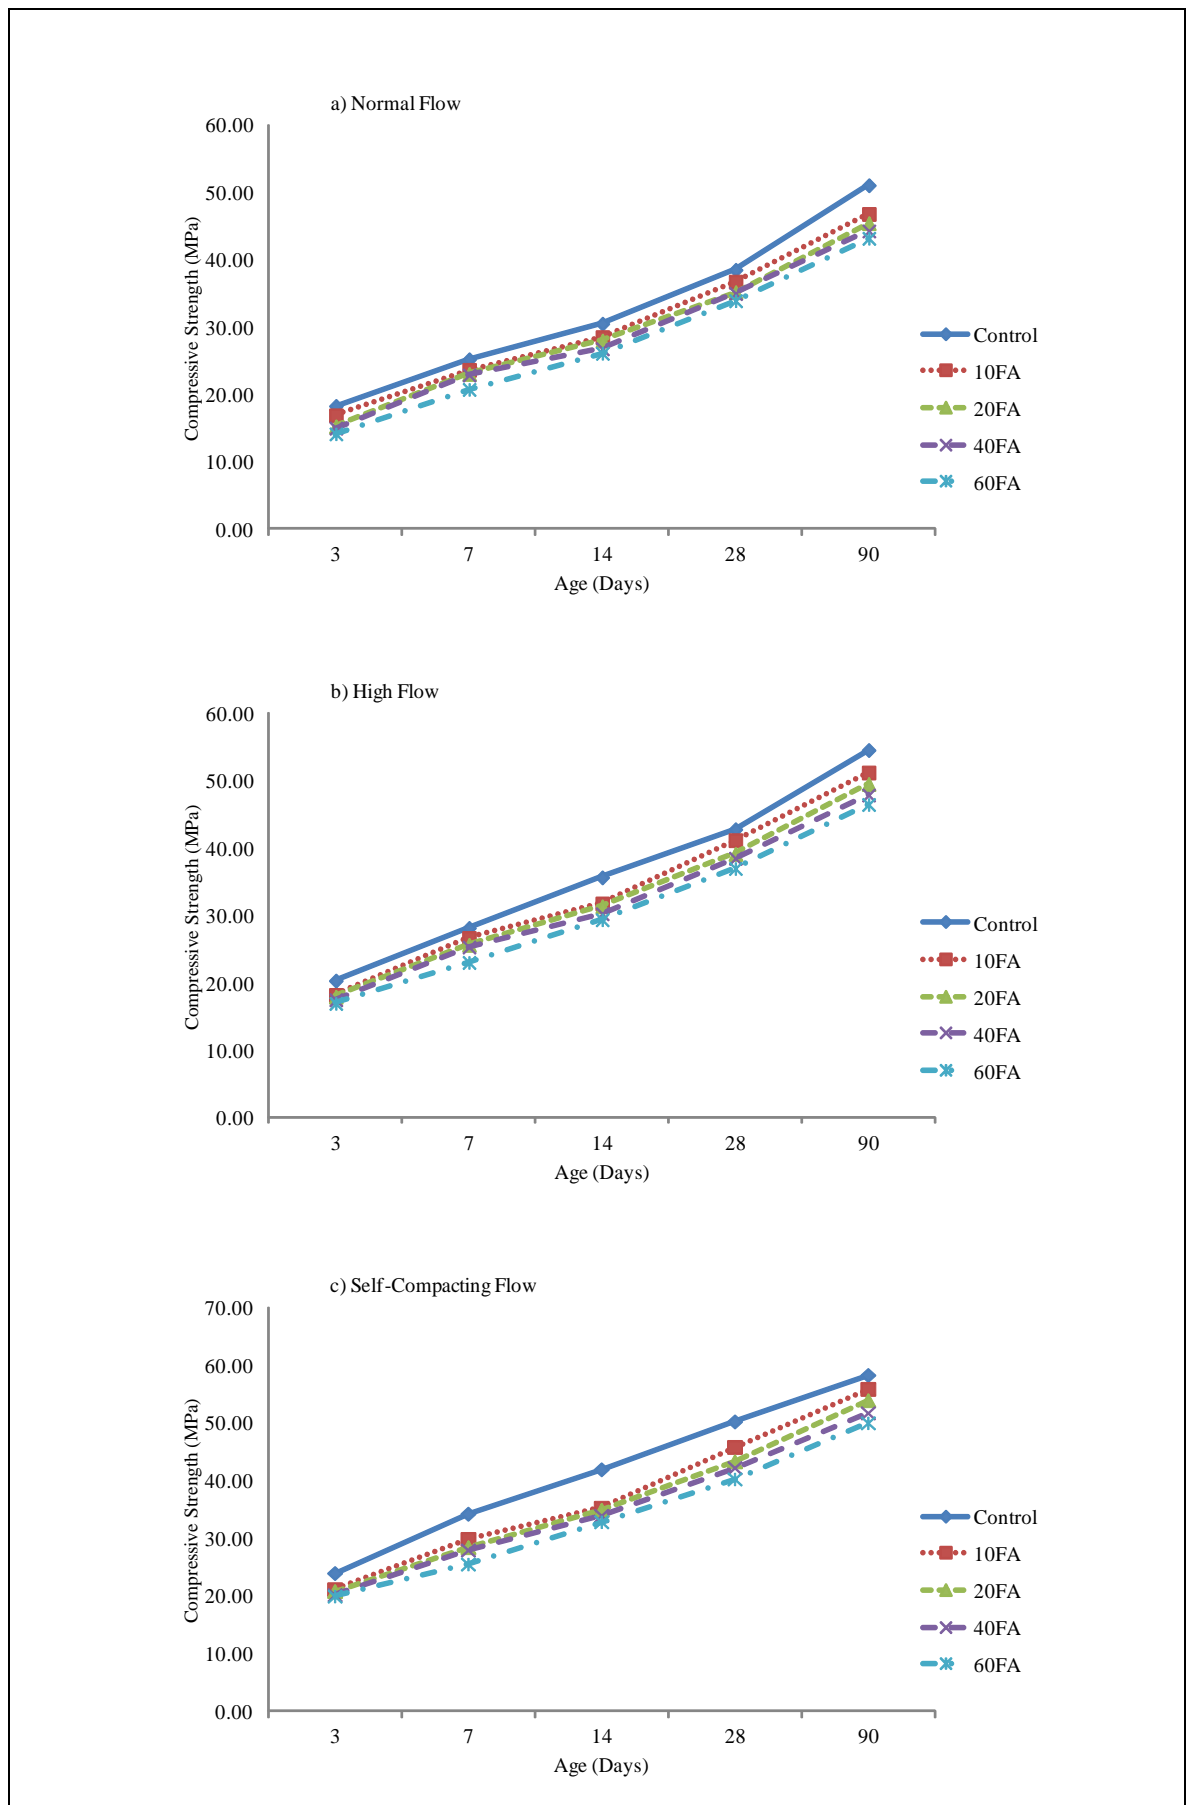 a) Normal Flow
60.00
50.00
40.00
30.00
20.00
10.00
0.00
Compressive Strength (MPa)
3 7 14 28 90
Age (Days)
Control
10FA
20FA
40FA
60FA
b) High Flow
60.00
50.00
40.00
30.00
20.00
10.00
0.00
Compressive Strength (MPa)
3 7 14 28 90
Age (Days)
Control
10FA
20FA
40FA
60FA
c) Self-Compacting Flow
70.00
60.00
50.00
40.00
30.00
20.00
10.00
0.00
Compressive Strength (MPa)
3 7 14 28 90
Age (Days)
Control
10FA
20FA
40FA
60FA